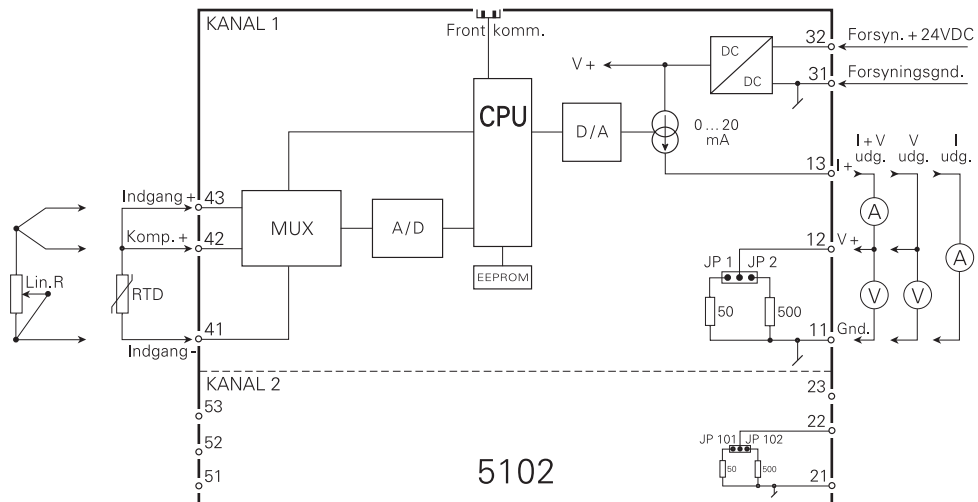 KANAL 1
Front komm.
32
Forsyn. + 24VDC
V +
DC
DC
31
Forsyningsgnd.
CPU
D/A
0 ... 20
mA
13
I+
I + V
udg.
V
udg.
I
udg.
Indgang +
43
Komp. +
42
MUX
A/D
A
12
V+
JP 1
JP 2
A
EEPROM
Lin.R
RTD
50
500
V
V
41
Indgang-
11
Gnd.
KANAL 2
23
53
22
JP 101
JP 102
52
50
500
51
5102
21